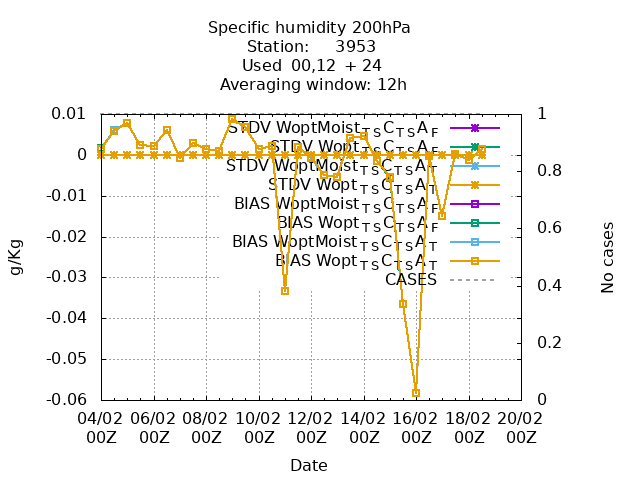 Specific humidity 200hPa
Station: 3953
Used 00,12 + 24
Averaging window: 12h
0.01
0
-0.01
-0.02
-0.03
-0.04
-0.05
-0.06
g/Kg
STDV WoptMoist_TSC_TSA_F
STDV Wopt_TSC_TSA_F
STDV WoptMoist_TSC_TSA_T
STDV Wopt_TSC_TSA_T
BIAS WoptMoist_TSC_TSA_F
BIAS Wopt_TSC_TSA_F
BIAS WoptMoist_TSC_TSA_T
BIAS Wopt_TSC_TSA_T
CASES
1
0.8
0.6
0.4
0.2
0
No cases
04/02 06/02 08/02 10/02 12/02 14/02 16/02 18/02 20/02
00Z 00Z 00Z 00Z 00Z 00Z 00Z 00Z 00Z
Date